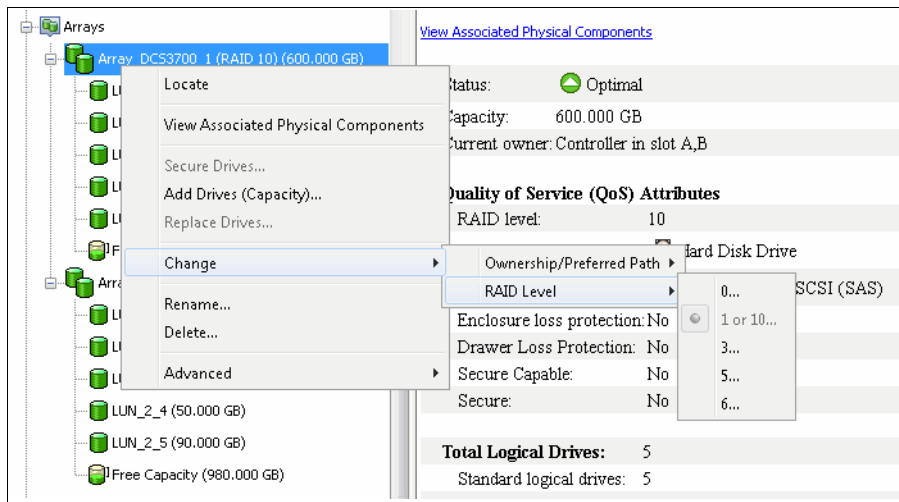 Arrays
Array DCS3700_1 (RAID 10) (600.000 GB)
Locate
View Associated Physical Components
Secure Drives...
Add Drives (Capacity)...
Replace Drives...
Change
Rename...
Delete...
Advanced
LUN_2_4 (50.000 GB)
LUN_2_5 (90.000 GB)
Free Capacity (980.000 GB)
Ownership/Preferred Path
RAID Level
0...
1 or 10...
3...
5...
6...
View Associated Physical Components
Status: Optimal
Capacity: 600.000 GB
Current owner: Controller in slot A,B
Quality of Service (QoS) Attributes
RAID level: 10
Hard Disk Drive
SCSI (SAS)
Enclosure loss protection: No
Drawer Loss Protection: No
Secure Capable: No
Secure: No
Total Logical Drives: 5
Standard logical drives: 5